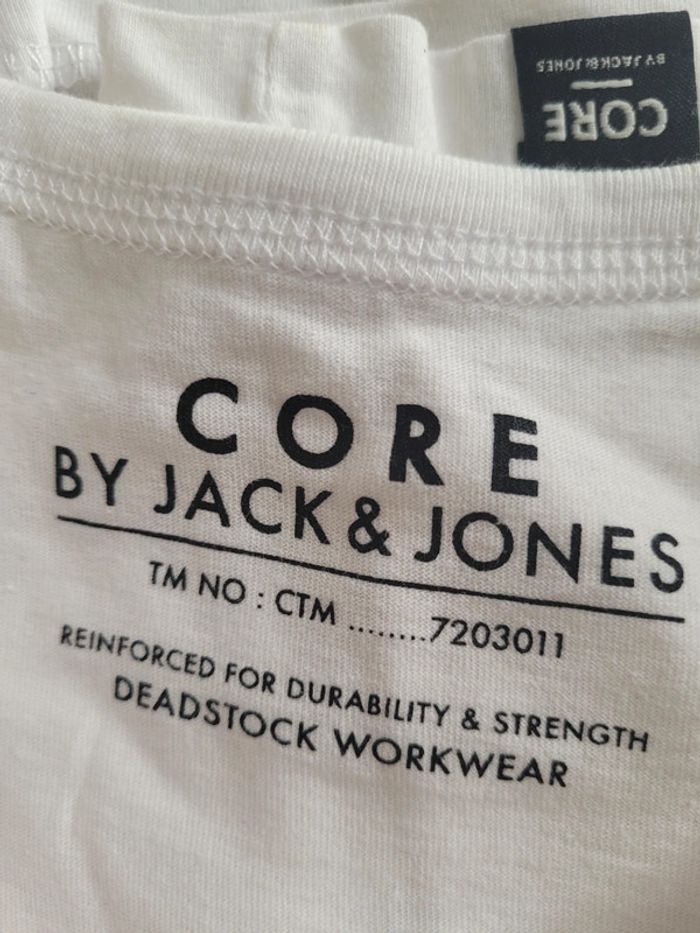 CORE
BY JACK&JONES
CORE
BY JACK & JONES
TM NO : CTM ........7203011
REINFORCED FOR DURABILITY & STRENGTH
DEADSTOCK WORKWEAR